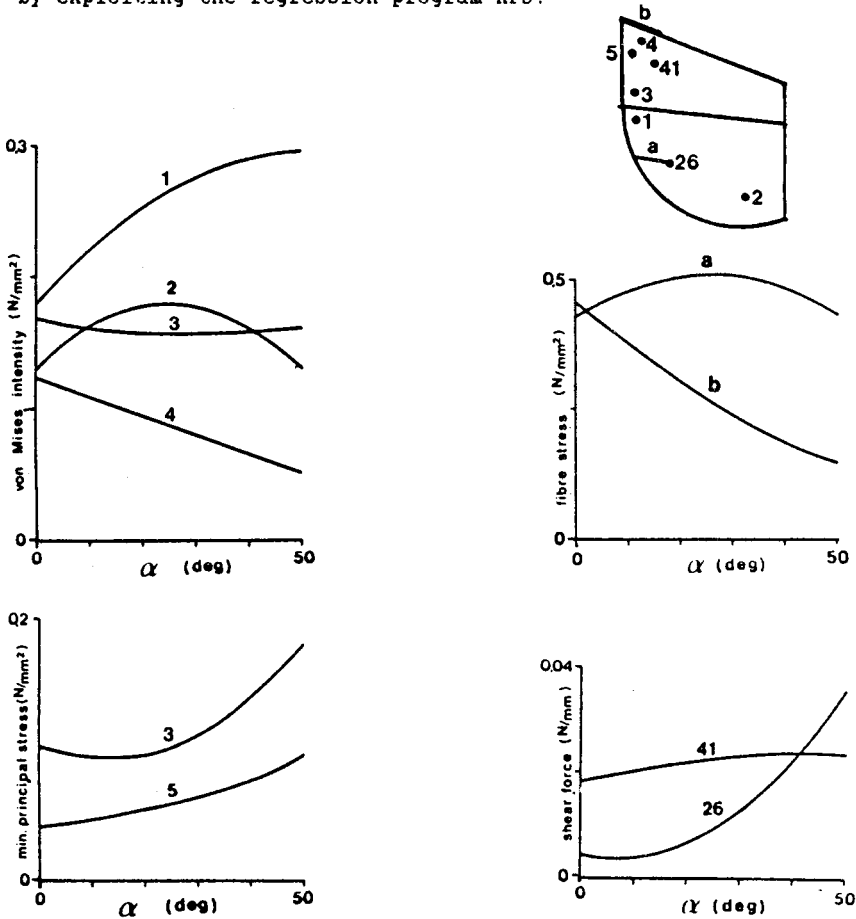 by exploiting the regression program
b
4
5
41
3
1
a
26
2
0,3
1
2
3
4
0
0
50
α (deg)
von Mises intensity (N/mm²)
0,5
a
b
0
0
50
α (deg)
fibre stress (N/mm²)
0,2
3
5
0
0
50
α (deg)
min. principal stress (N/mm²)
0,04
41
26
0
0
50
α (deg)
shear force (N/mm)